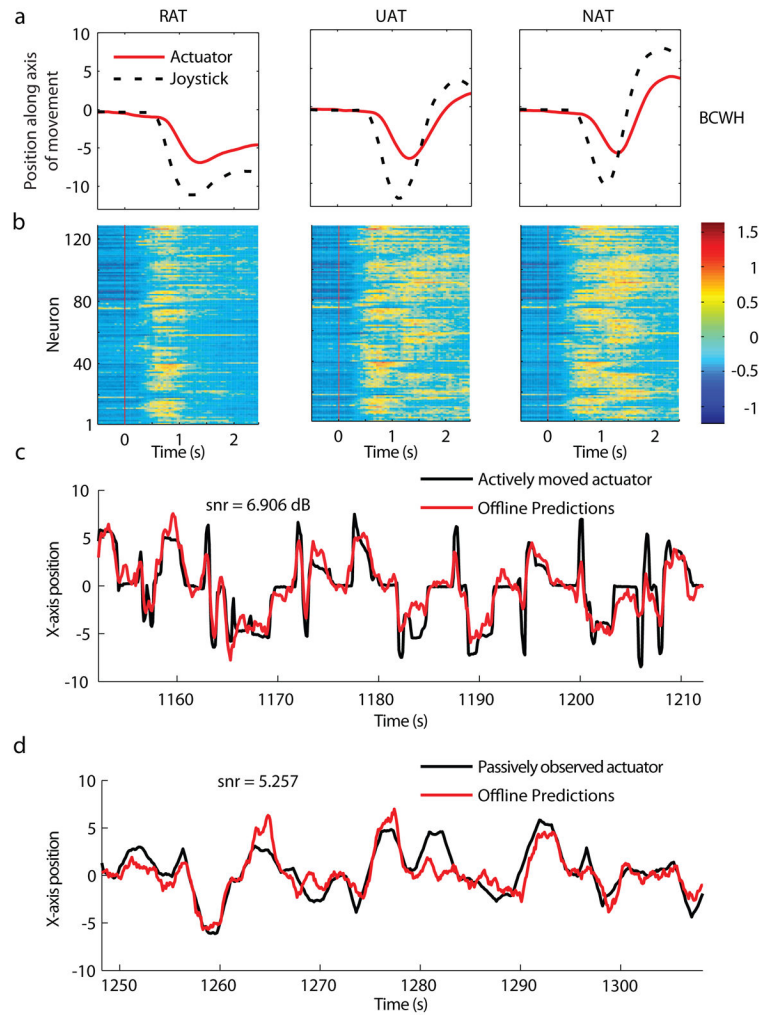 a
RAT
UAT
NAT
Position along axis
of movement
10
5
0
-5
-10
Actuator
Joystick
BCWH
b
Neuron
120
80
40
1
0 1 2
0 1 2
0 1 2
Time (s)
Time (s)
Time (s)
1.5
1
0.5
0
-0.5
-1
c
snr = 6.906 dB
Actively moved actuator
Offline Predictions
X-axis position
10
5
0
-5
-10
1160 1170 1180 1190 1200 1210
Time (s)
d
snr = 5.257
Passively observed actuator
Offline Predictions
X-axis position
10
5
0
-5
-10
1250 1260 1270 1280 1290 1300
Time (s)